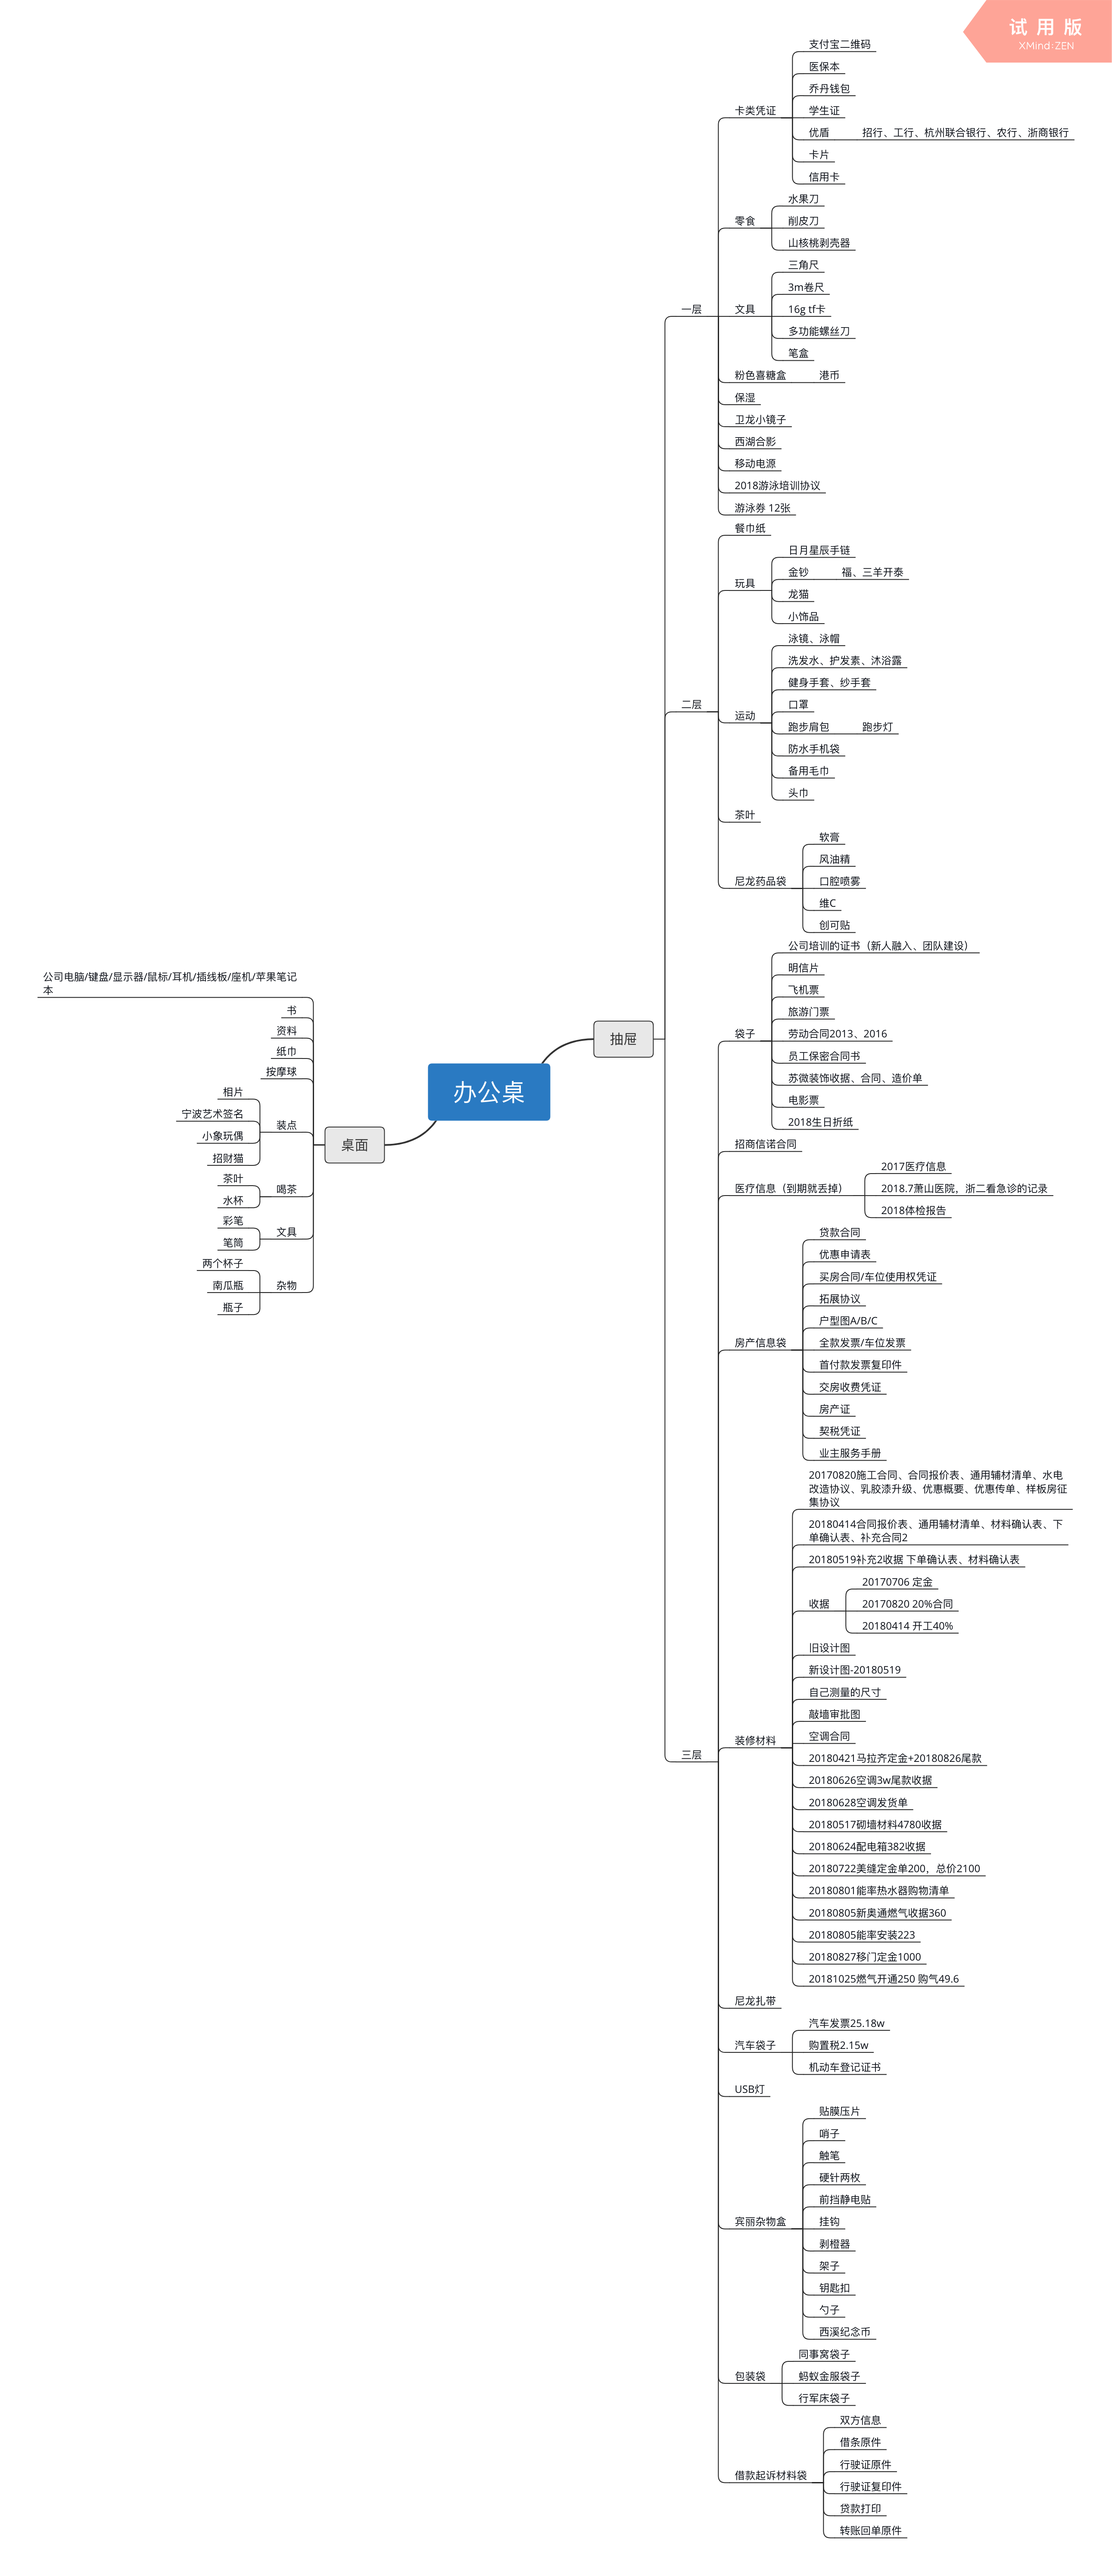 试 用 版
XMind:ZEN
办公桌
抽屉
一层
卡类凭证
支付宝二维码
医保本
乔丹钱包
学生证
优盾
招行、工行、杭州联合银行、农行、浙商银行
卡片
信用卡
零食
水果刀
削皮刀
山核桃剥壳器
文具
三角尺
3m卷尺
16g tf卡
多功能螺丝刀
笔盒
粉色喜糖盒
港币
保湿
卫龙小镜子
西湖合影
移动电源
2018游泳培训协议
游泳券 12张
二层
餐巾纸
玩具
日月星辰手链
金钞
福、三羊开泰
龙猫
小饰品
运动
泳镜、泳帽
洗发水、护发素、沐浴露
健身手套、纱手套
口罩
跑步肩包
跑步灯
防水手机袋
备用毛巾
头巾
茶叶
尼龙药品袋
软膏
风油精
口腔喷雾
维C
创可贴
三层
袋子
公司培训的证书（新人融入、团队建设）
明信片
飞机票
旅游门票
劳动合同2013、2016
员工保密合同书
苏微装饰收据、合同、造价单
电影票
2018生日折纸
招商信诺合同
医疗信息（到期就丢掉）
2017医疗信息
2018.7萧山医院，浙二看急诊的记录
2018体检报告
房产信息袋
贷款合同
优惠申请表
买房合同/车位使用权凭证
拓展协议
户型图A/B/C
全款发票/车位发票
首付款发票复印件
交房收费凭证
房产证
契税凭证
业主服务手册
装修材料
20170820施工合同、合同报价表、通用辅材清单、水电
改造协议、乳胶漆升级、优惠概要、优惠传单、样板房征
集协议
20180414合同报价表、通用辅材清单、材料确认表、下
单确认表、补充合同2
20180519补充2收据 下单确认表、材料确认表
收据
20170706 定金
20170820 20%合同
20180414 开工40%
旧设计图
新设计图-20180519
自己测量的尺寸
敲墙审批图
空调合同
20180421马拉齐定金+20180826尾款
20180626空调3w尾款收据
20180628空调发货单
20180517砌墙材料4780收据
20180624配电箱382收据
20180722美缝定金单200，总价2100
20180801能率热水器购物清单
20180805新奥通燃气收据360
20180805能率安装223
20180827移门定金1000
20181025燃气开通250 购气49.6
尼龙扎带
汽车袋子
汽车发票25.18w
购置税2.15w
机动车登记证书
USB灯
宾丽杂物盒
贴膜压片
哨子
触笔
硬针两枚
前挡静电贴
挂钩
剥橙器
架子
钥匙扣
勺子
西溪纪念币
包装袋
同事窝袋子
蚂蚁金服袋子
行军床袋子
借款起诉材料袋
双方信息
借条原件
行驶证原件
行驶证复印件
贷款打印
转账回单原件
桌面
公司电脑/键盘/显示器/鼠标/耳机/插线板/座机/苹果笔记
本
书
资料
纸巾
按摩球
装点
相片
宁波艺术签名
小象玩偶
招财猫
喝茶
茶叶
水杯
文具
彩笔
笔筒
杂物
两个杯子
南瓜瓶
瓶子